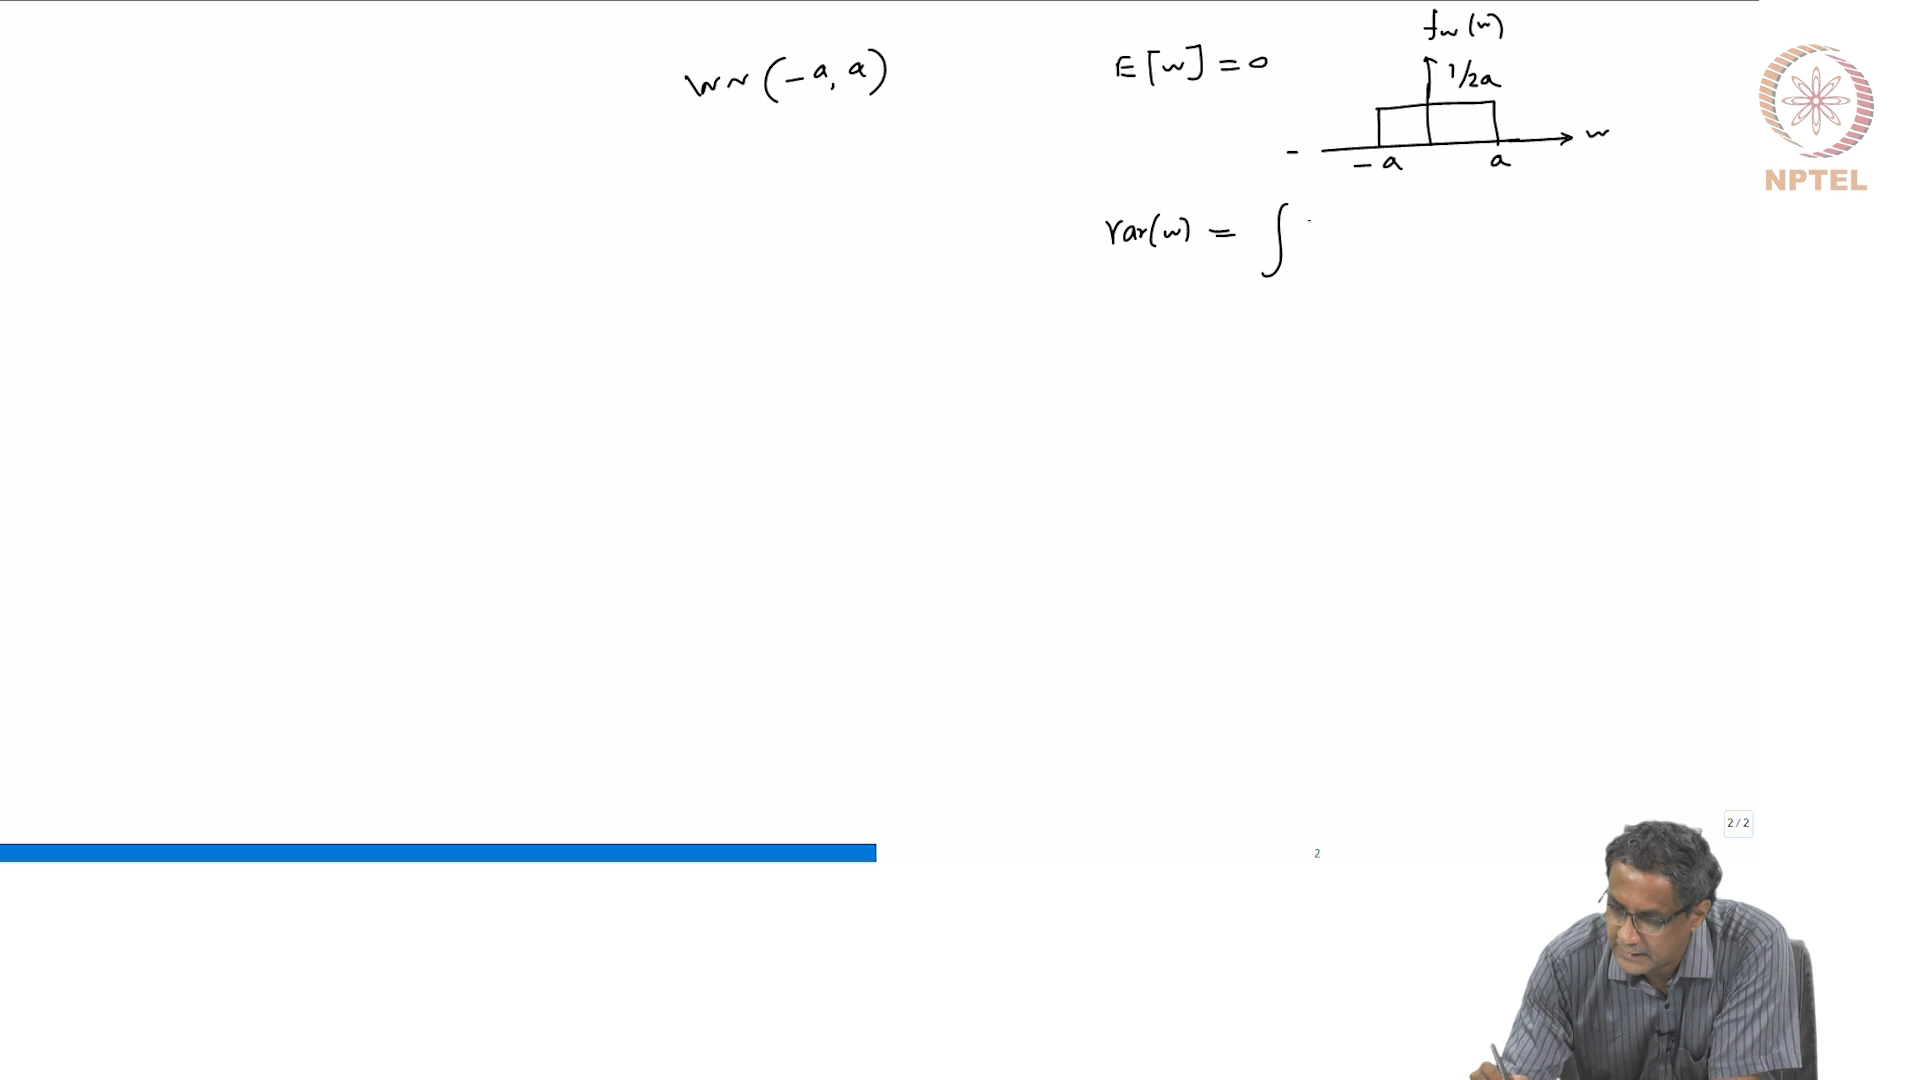 f_w(w)
W ~ (-a, a)
E[w] = 0
1/2a
w
-a
a
Var(w) = ∫
NPTEL
2 / 2
2